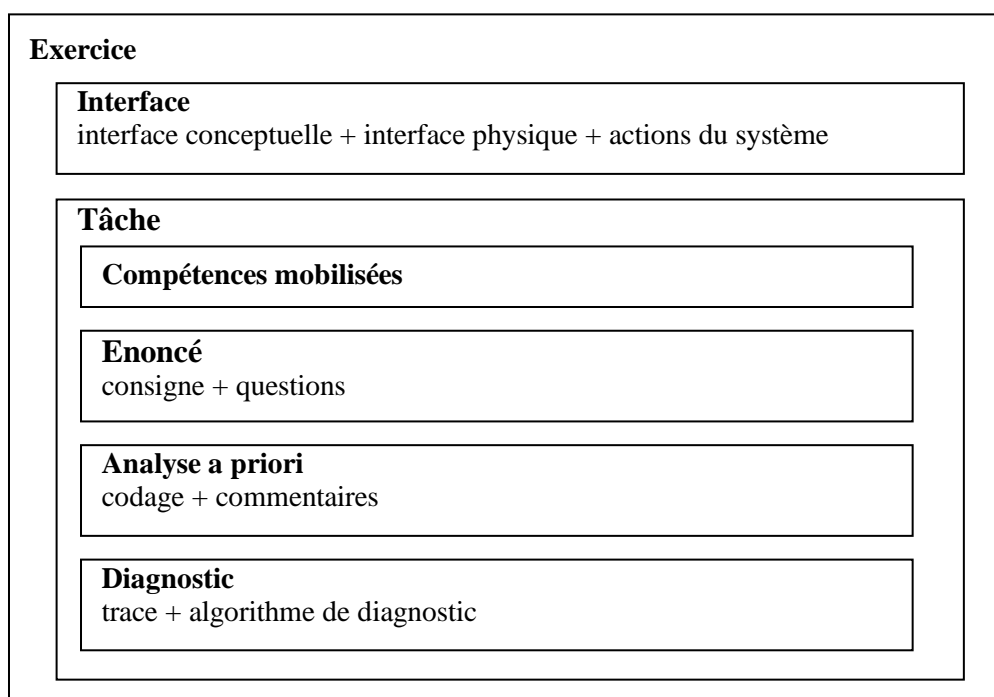 Exercice
Interface
interface conceptuelle + interface physique + actions du système
Tâche
Compétences mobilisées
Enoncé
consigne + questions
Analyse a priori
codage + commentaires
Diagnostic
trace + algorithme de diagnostic